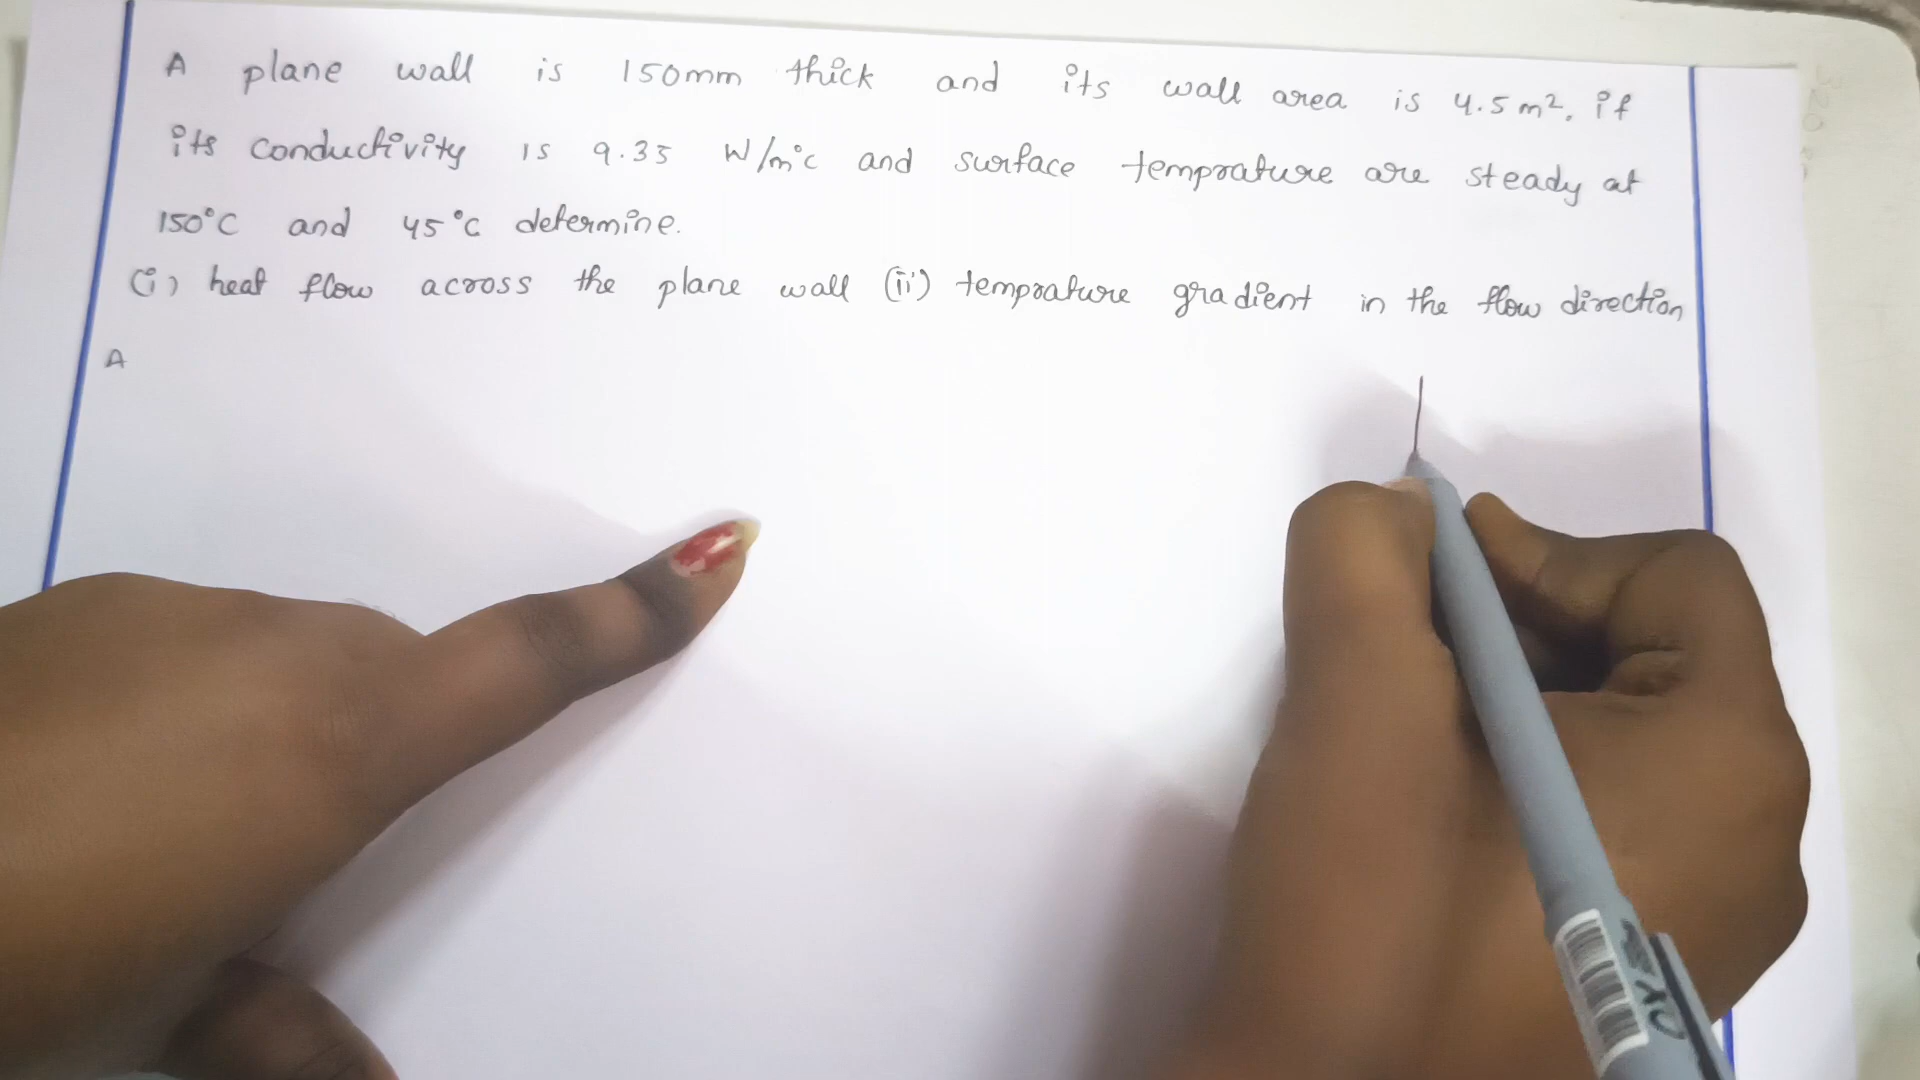 A plane wall is 150mm thick and its wall area is 4.5 m². if
its conductivity is 9.35 W/m°c and surface temprature are steady at
150°C and 45°C determine.
(i) heat flow across the plane wall (ii) temprature gradient in the flow direction
A